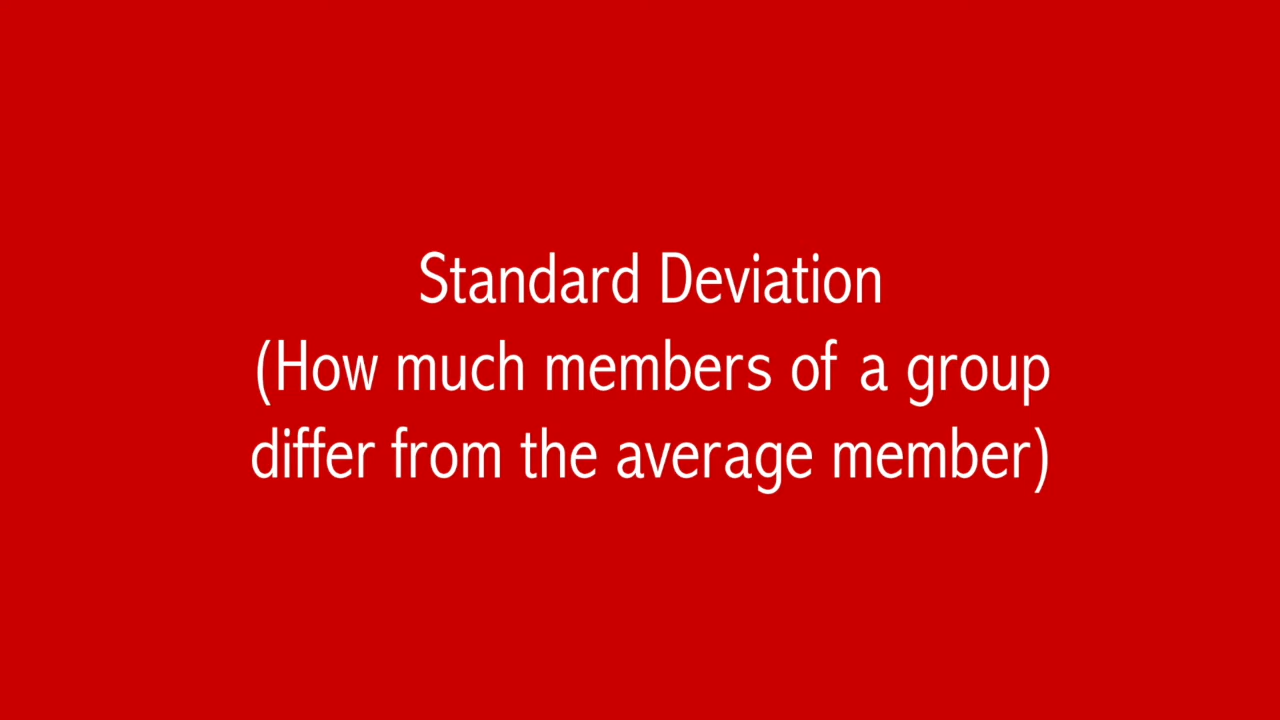 Standard Deviation
(How much members of a group
differ from the average member)